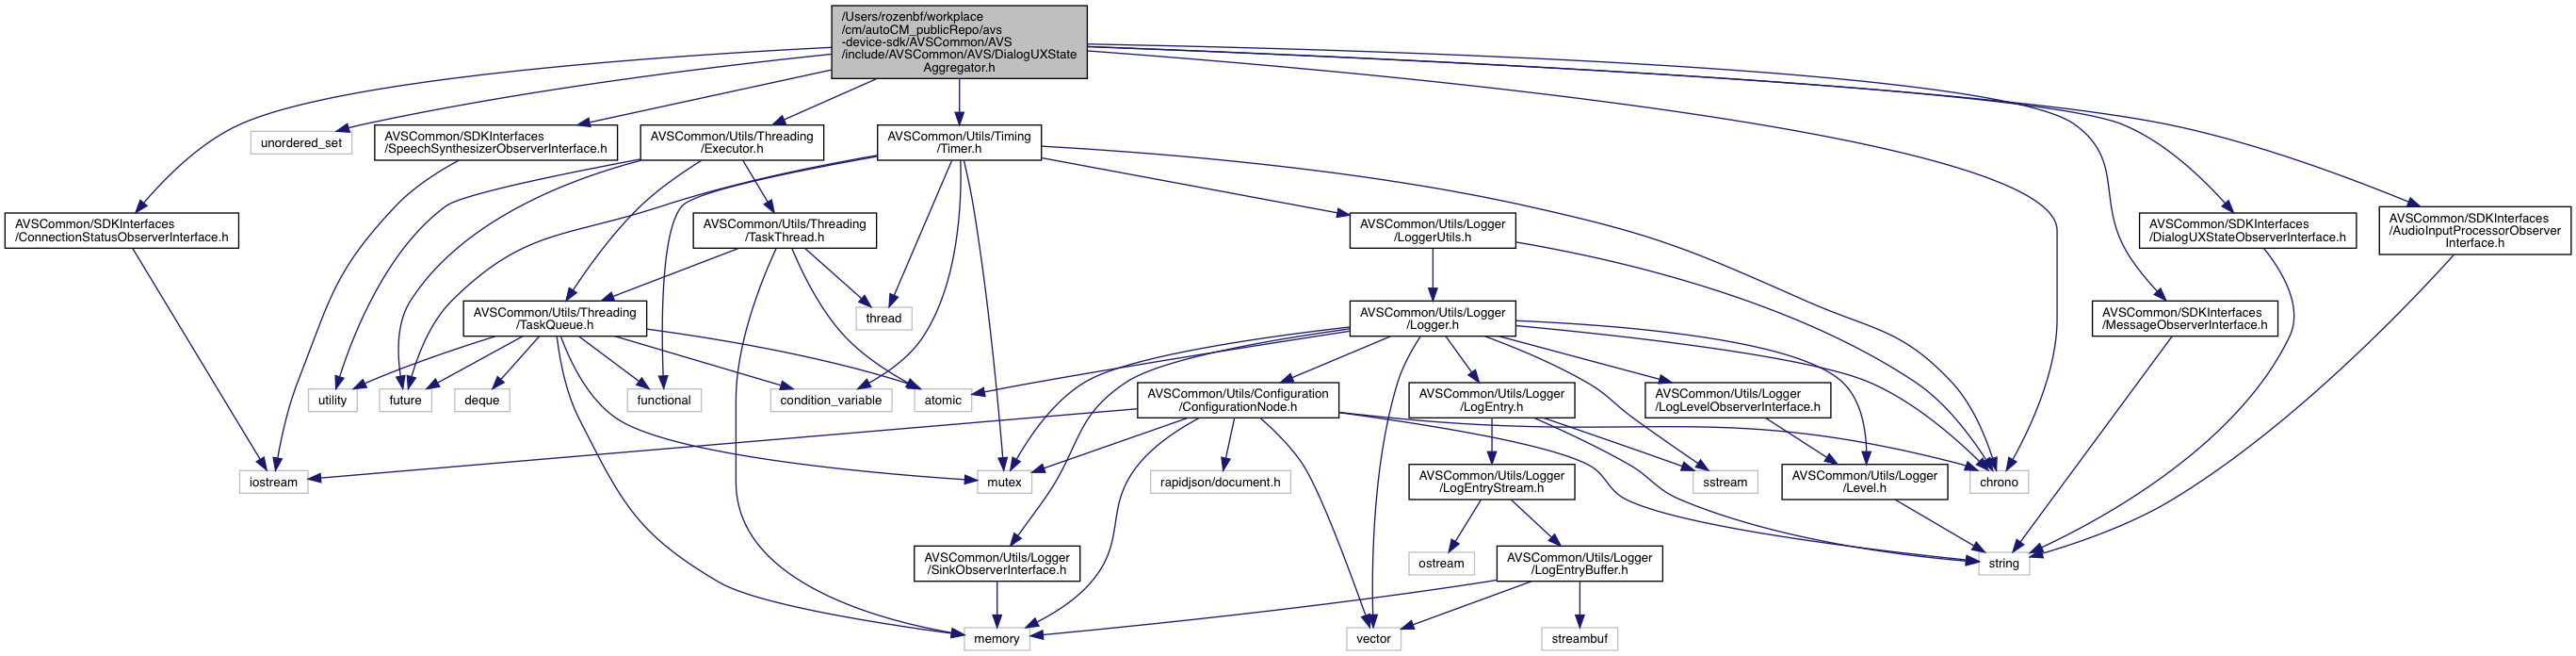 /Users/rozenbf/workplace
/cm/autoCM_publicRepo/avs
-device-sdk/AVSCommon/AVS
/include/AVSCommon/AVS/DialogUXState
Aggregator.h
unordered_set
AVSCommon/SDKInterfaces
/SpeechSynthesizerObserverInterface.h
AVSCommon/Utils/Threading
/Executor.h
AVSCommon/Utils/Timing
/Timer.h
AVSCommon/SDKInterfaces
/ConnectionStatusObserverInterface.h
AVSCommon/Utils/Threading
/TaskThread.h
AVSCommon/Utils/Logger
/LoggerUtils.h
AVSCommon/SDKInterfaces
/DialogUXStateObserverInterface.h
AVSCommon/SDKInterfaces
/AudioInputProcessorObserver
Interface.h
AVSCommon/Utils/Threading
/TaskQueue.h
thread
AVSCommon/Utils/Logger
/Logger.h
AVSCommon/SDKInterfaces
/MessageObserverInterface.h
utility
future
deque
functional
condition_variable
atomic
AVSCommon/Utils/Configuration
/ConfigurationNode.h
AVSCommon/Utils/Logger
/LogEntry.h
AVSCommon/Utils/Logger
/LogLevelObserverInterface.h
iostream
mutex
rapidjson/document.h
AVSCommon/Utils/Logger
/LogEntryStream.h
sstream
AVSCommon/Utils/Logger
/Level.h
chrono
AVSCommon/Utils/Logger
/SinkObserverInterface.h
ostream
AVSCommon/Utils/Logger
/LogEntryBuffer.h
string
memory
vector
streambuf